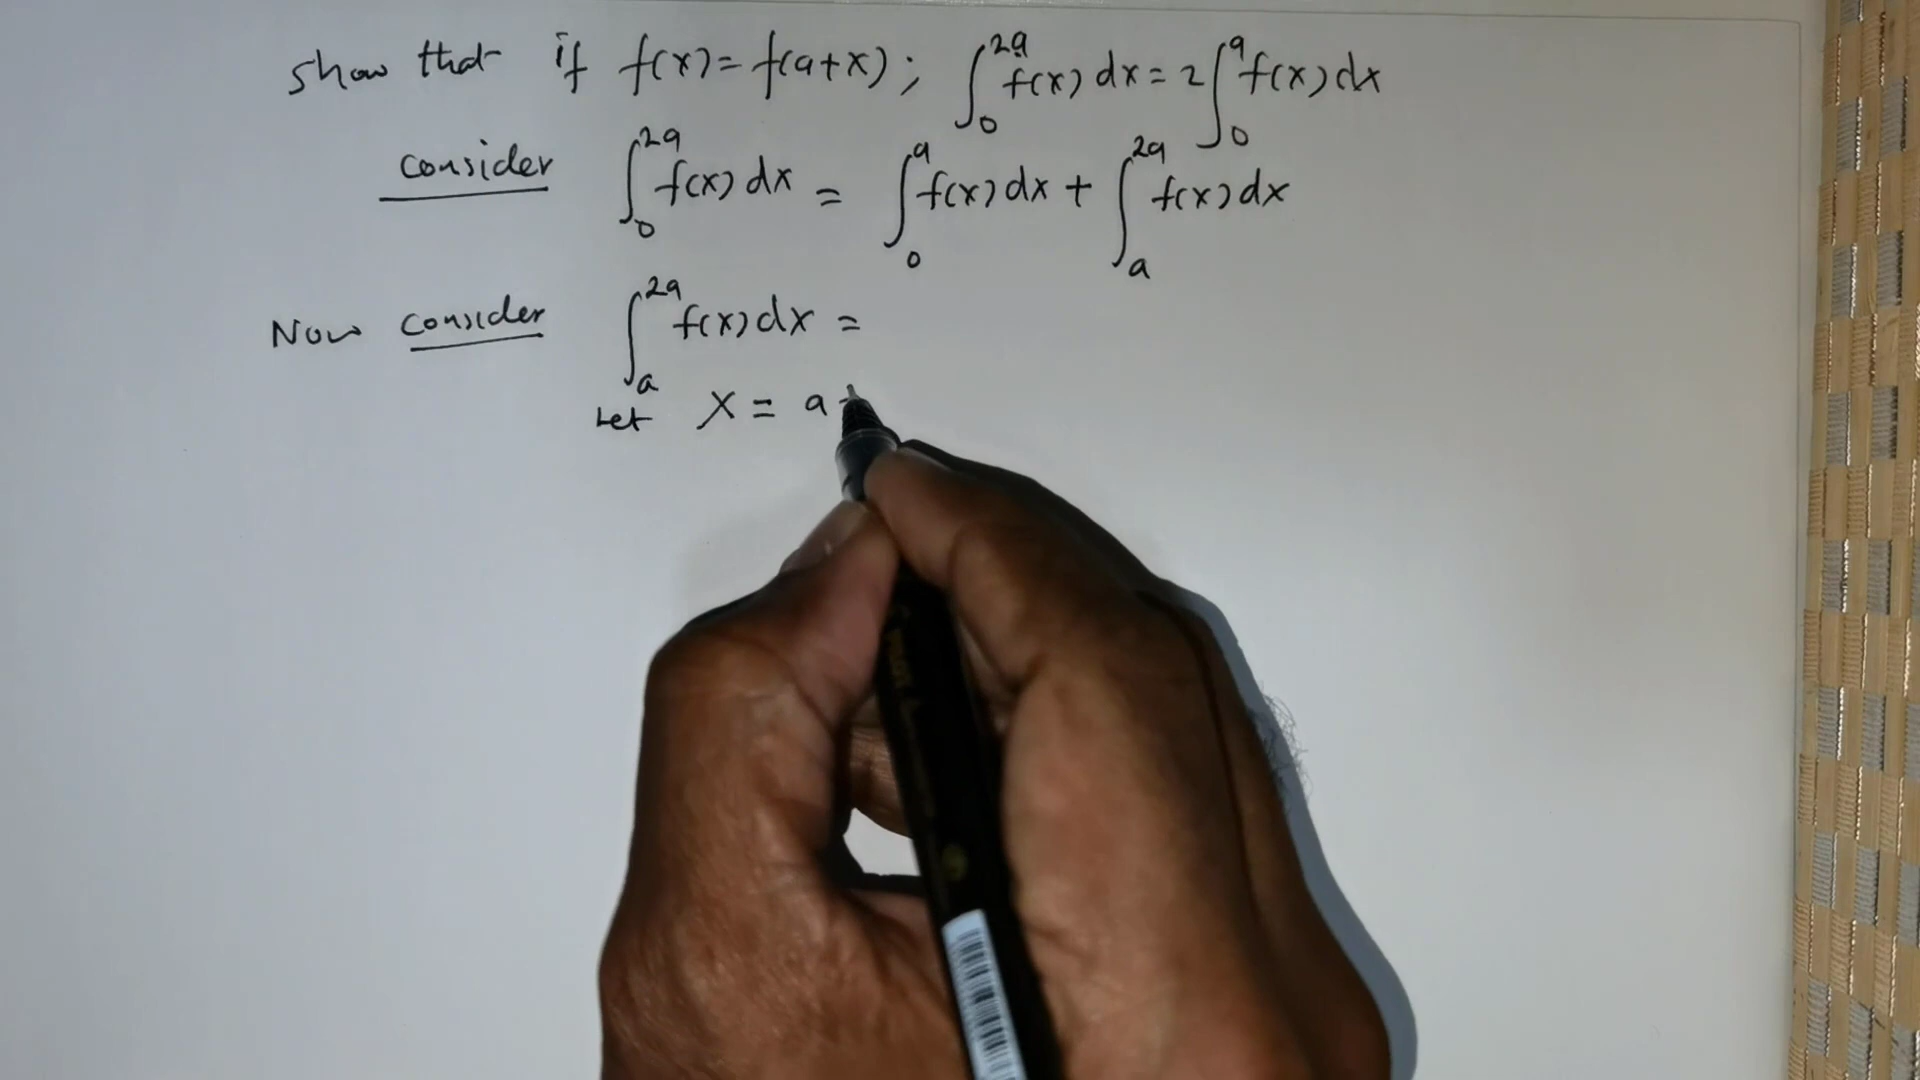 show that if f(x) = f(a+x) ; ∫₀²ᵃ f(x) dx = 2∫₀ᵃ f(x) dx
consider ∫₀²ᵃ f(x) dx = ∫₀ᵃ f(x) dx + ∫ₐ²ᵃ f(x) dx
Now consider ∫ₐ²ᵃ f(x) dx =
Let x = a
PILOT